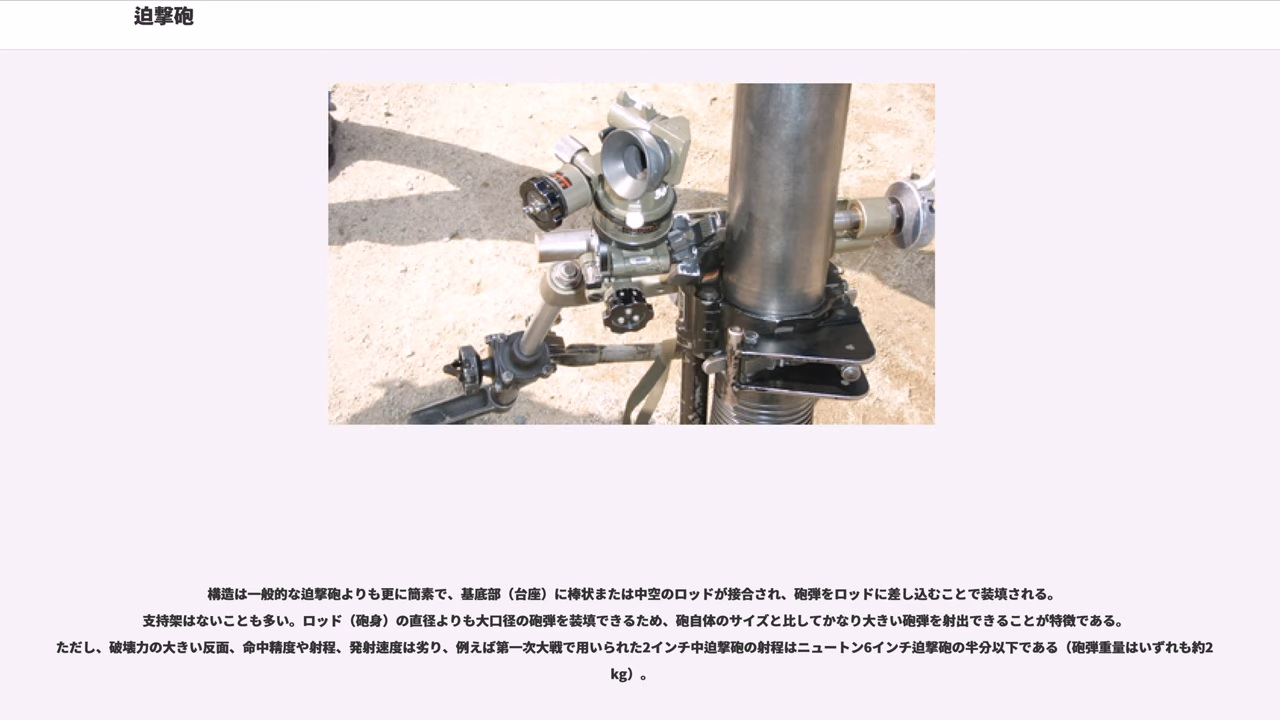 迫撃砲
構造は一般的な迫撃砲よりも更に簡素で、基底部（台座）に棒状または中空のロッドが接合され、砲弾をロッドに差し込むことで装填される。
支持架はないことも多い。ロッド（砲身）の直径よりも大口径の砲弾を装填できるため、砲自体のサイズと比してかなり大きい砲弾を射出できることが特徴である。
ただし、破壊力の大きい反面、命中精度や射程、発射速度は劣り、例えば第一次大戦で用いられた2インチ中迫撃砲の射程はニュートン6インチ迫撃砲の半分以下である（砲弾重量はいずれも約2
kg）。